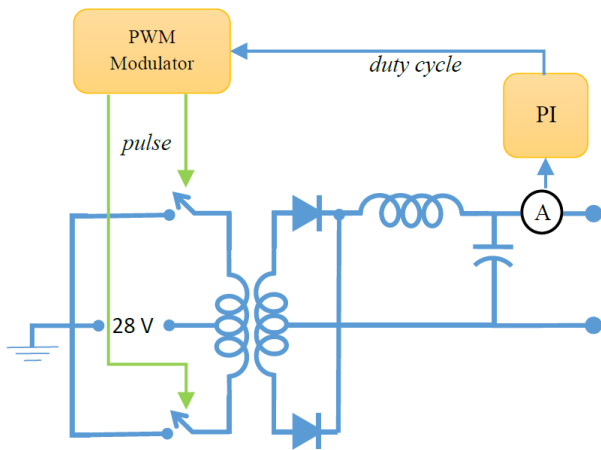 PWM
Modulator
duty cycle
PI
pulse
A
28 V